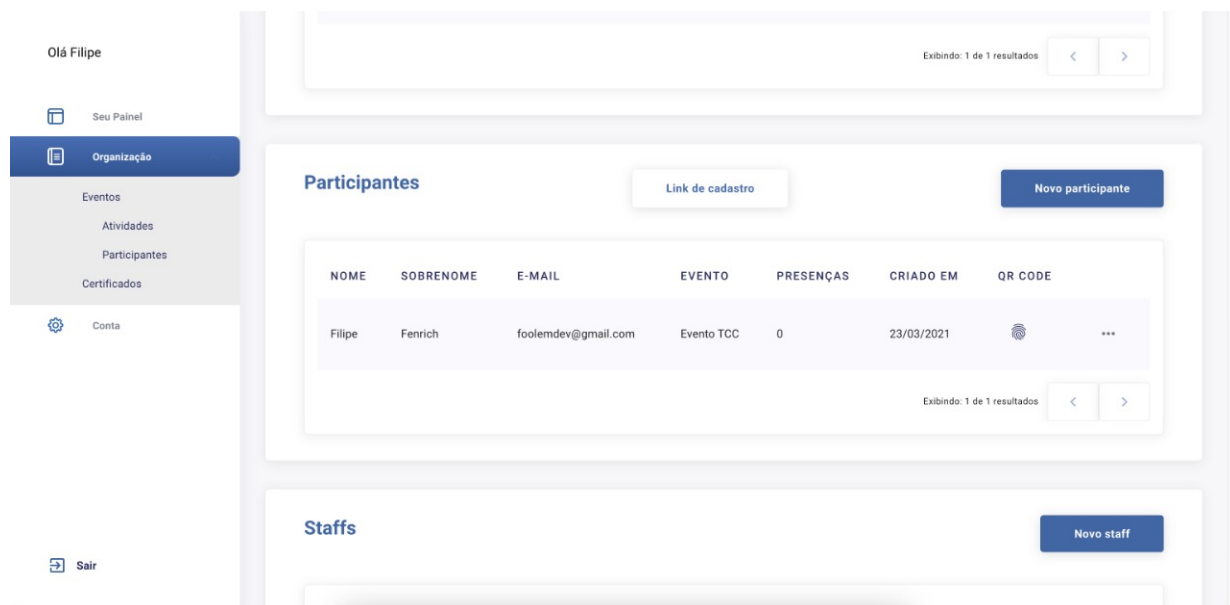 Olá Filipe
Seu Painel
Organização
Eventos
Atividades
Participantes
Certificados
Conta
Sair
Exibindo: 1 de 1 resultados
Participantes
Link de cadastro
Novo participante
NOME SOBRENOME E-MAIL EVENTO PRESENÇAS CRIADO EM QR CODE
Filipe Fenrich foolemdev@gmail.com Evento TCC 0 23/03/2021 •••
Exibindo: 1 de 1 resultados
Staffs
Novo staff